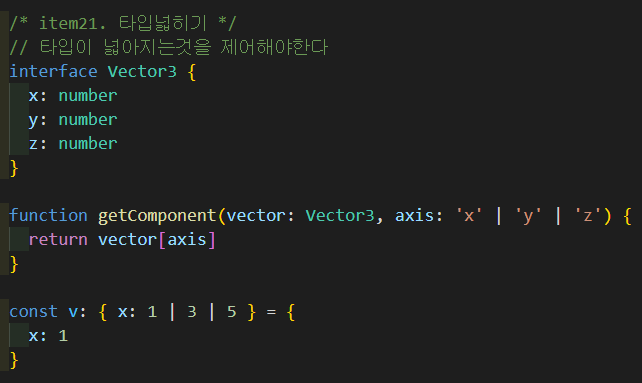 /* item21. 타입넓히기 */
// 타입이 넓어지는것을 제어해야한다
interface Vector3 {
x: number
y: number
z: number
}
function getComponent(vector: Vector3, axis: 'x' | 'y' | 'z') {
return vector[axis]
}
const v: { x: 1 | 3 | 5 } = {
x: 1
}